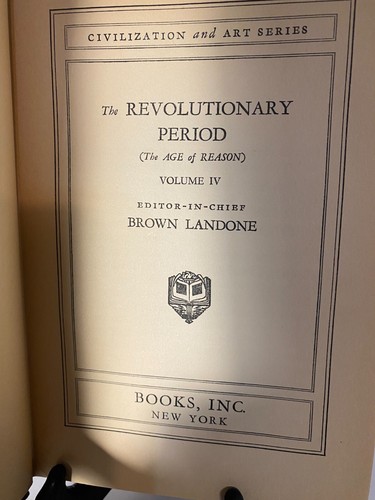 CIVILIZATION and ART SERIES
The REVOLUTIONARY
PERIOD
(The AGE of REASON)
VOLUME IV
EDITOR-IN-CHIEF
BROWN LANDONE
BOOKS, INC.
NEW YORK